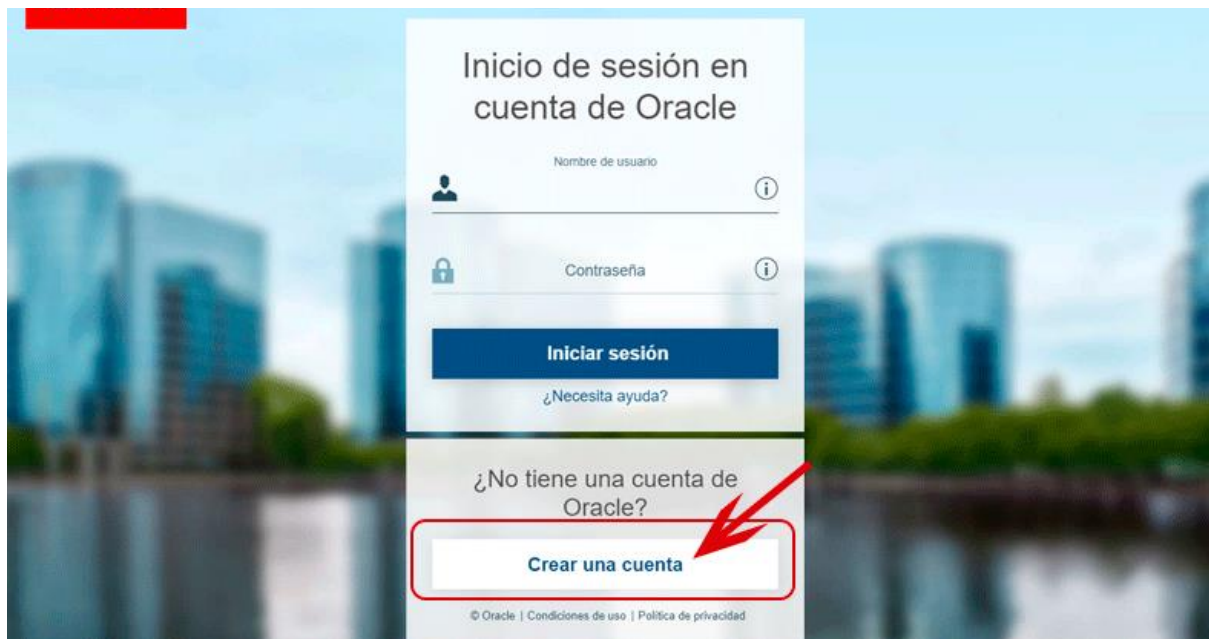 Inicio de sesión en
cuenta de Oracle
Nombre de usuario
Contraseña
Iniciar sesión
¿Necesita ayuda?
¿No tiene una cuenta de
Oracle?
Crear una cuenta
© Oracle | Condiciones de uso | Política de privacidad